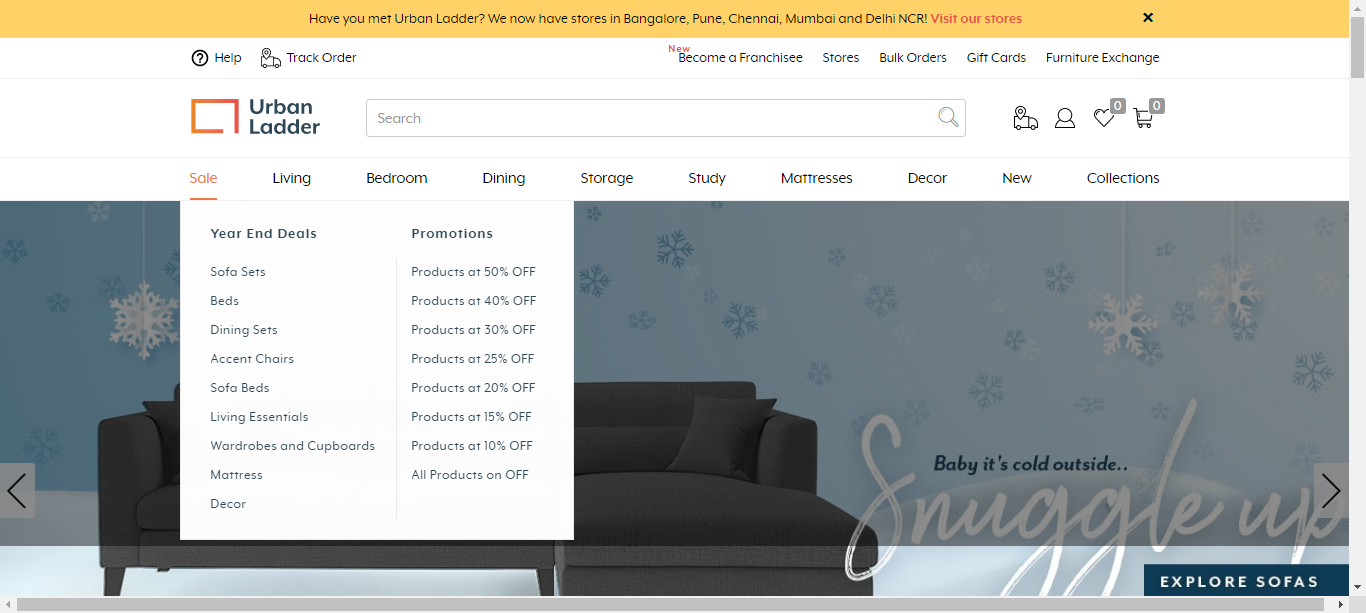 Have you met Urban Ladder? We now have stores in Bangalore, Pune, Chennai, Mumbai and Delhi NCR! Visit our stores
Help
Track Order
New
Become a Franchisee
Stores
Bulk Orders
Gift Cards
Furniture Exchange
Urban
Ladder
Search
0
0
Sale
Living
Bedroom
Dining
Storage
Study
Mattresses
Decor
New
Collections
Year End Deals
Sofa Sets
Beds
Dining Sets
Accent Chairs
Sofa Beds
Living Essentials
Wardrobes and Cupboards
Mattress
Decor
Promotions
Products at 50% OFF
Products at 40% OFF
Products at 30% OFF
Products at 25% OFF
Products at 20% OFF
Products at 15% OFF
Products at 10% OFF
All Products on OFF
Baby it's cold outside..
Snuggle up
EXPLORE SOFAS